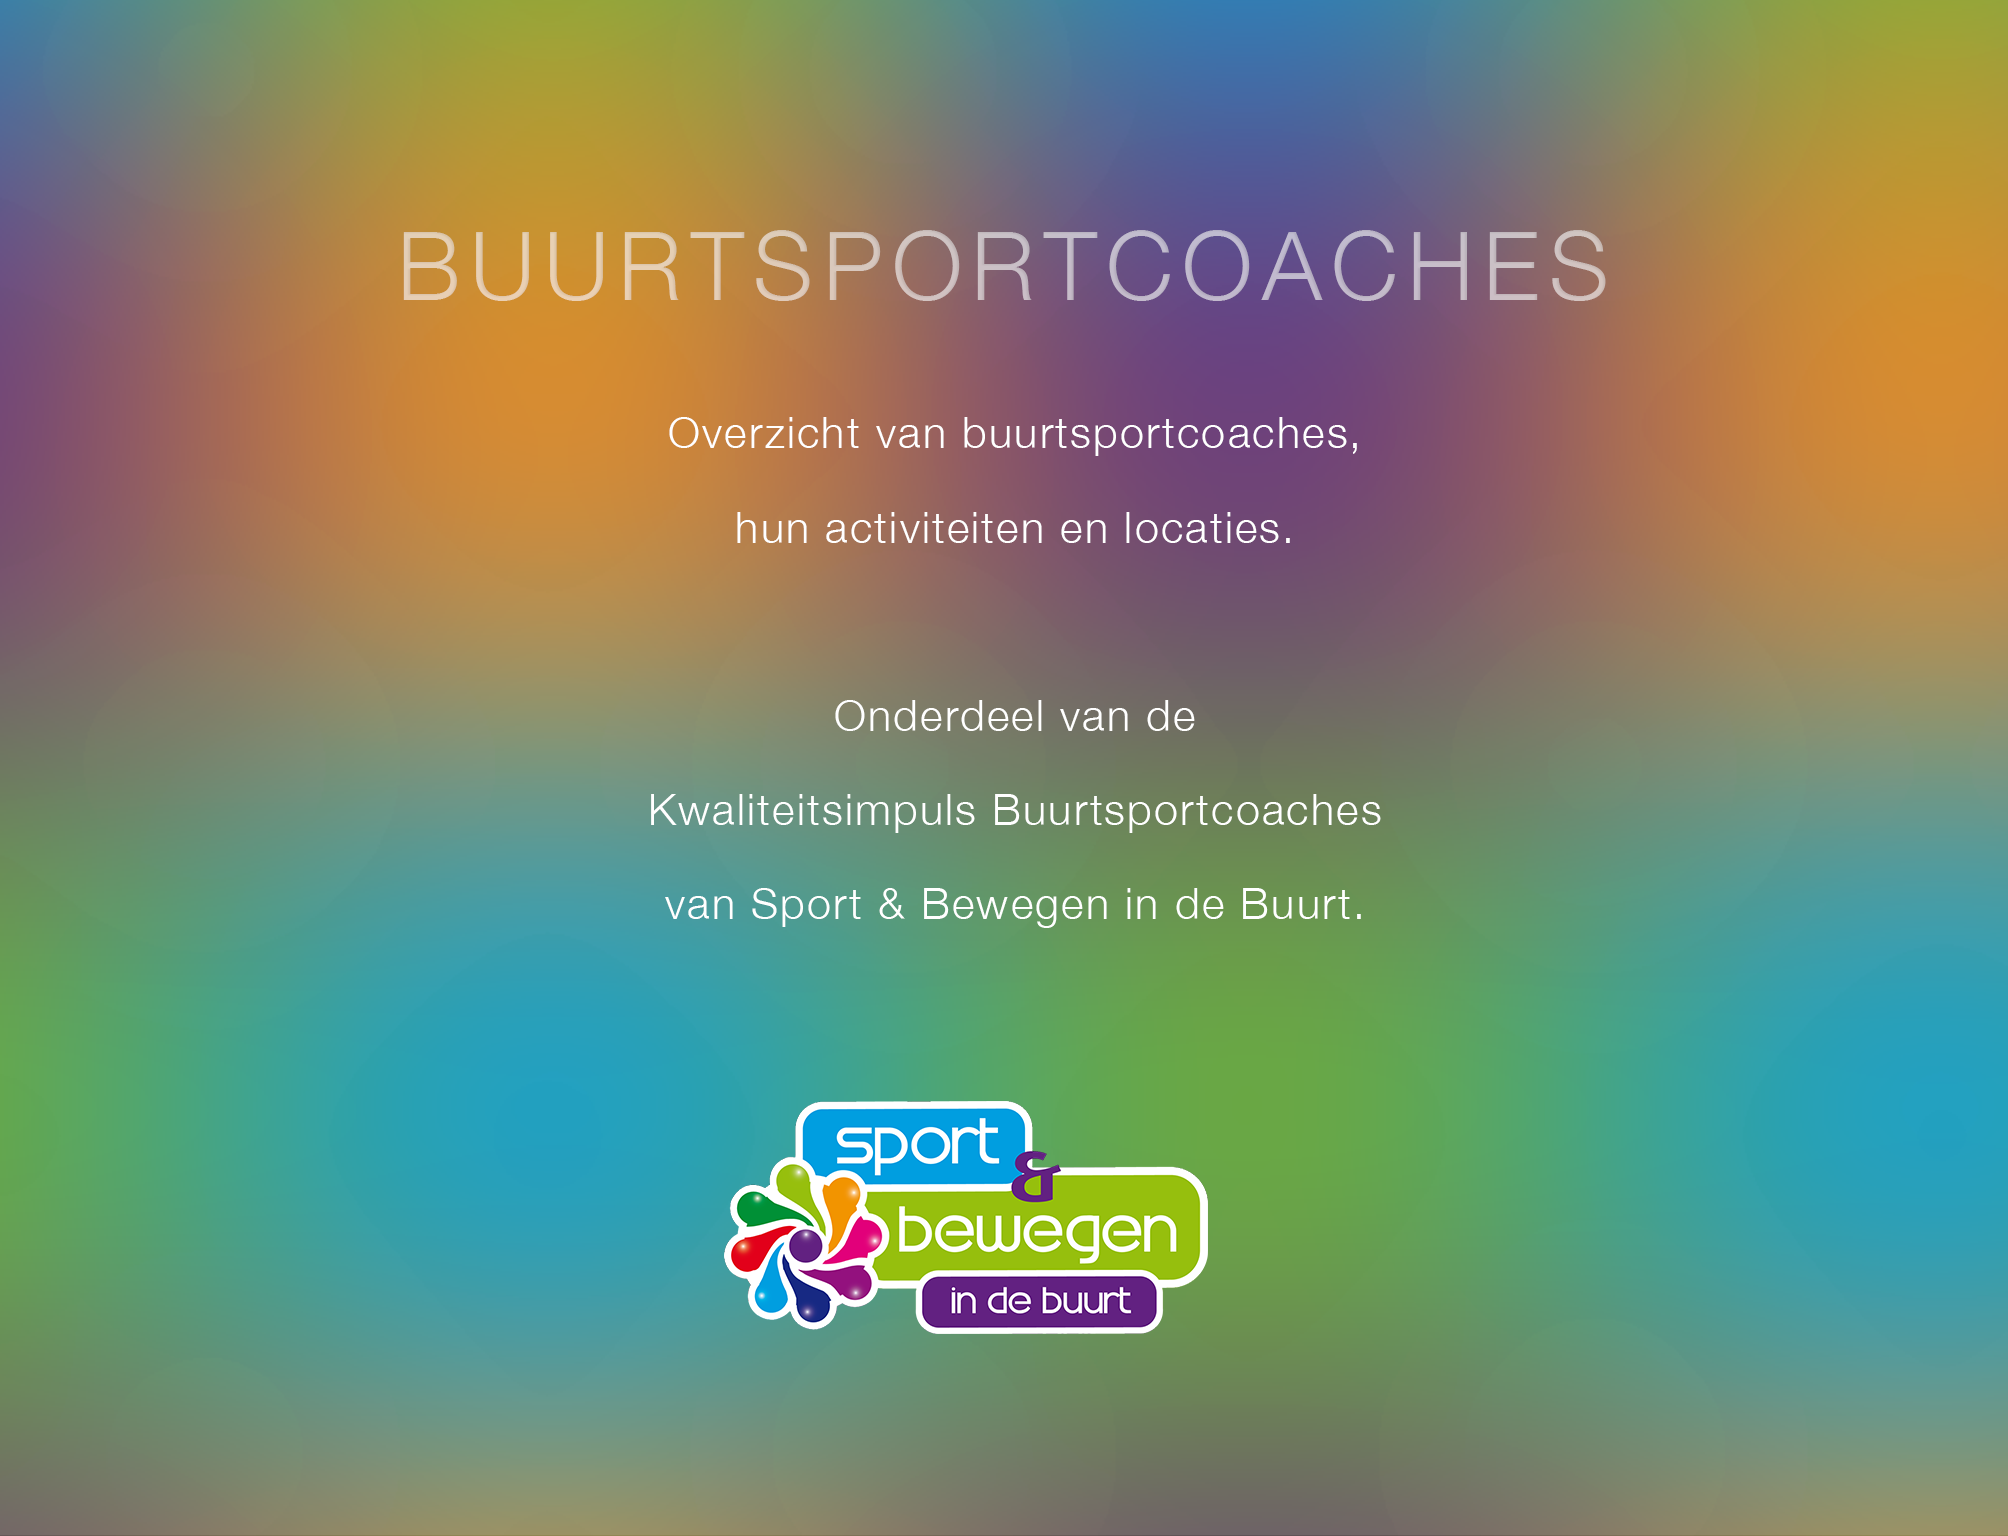 BUURTSPORTCOACHES
Overzicht van buurtsportcoaches,
hun activiteiten en locaties.
Onderdeel van de
Kwaliteitsimpuls Buurtsportcoaches
van Sport & Bewegen in de Buurt.
sport
&
bewegen
in de buurt